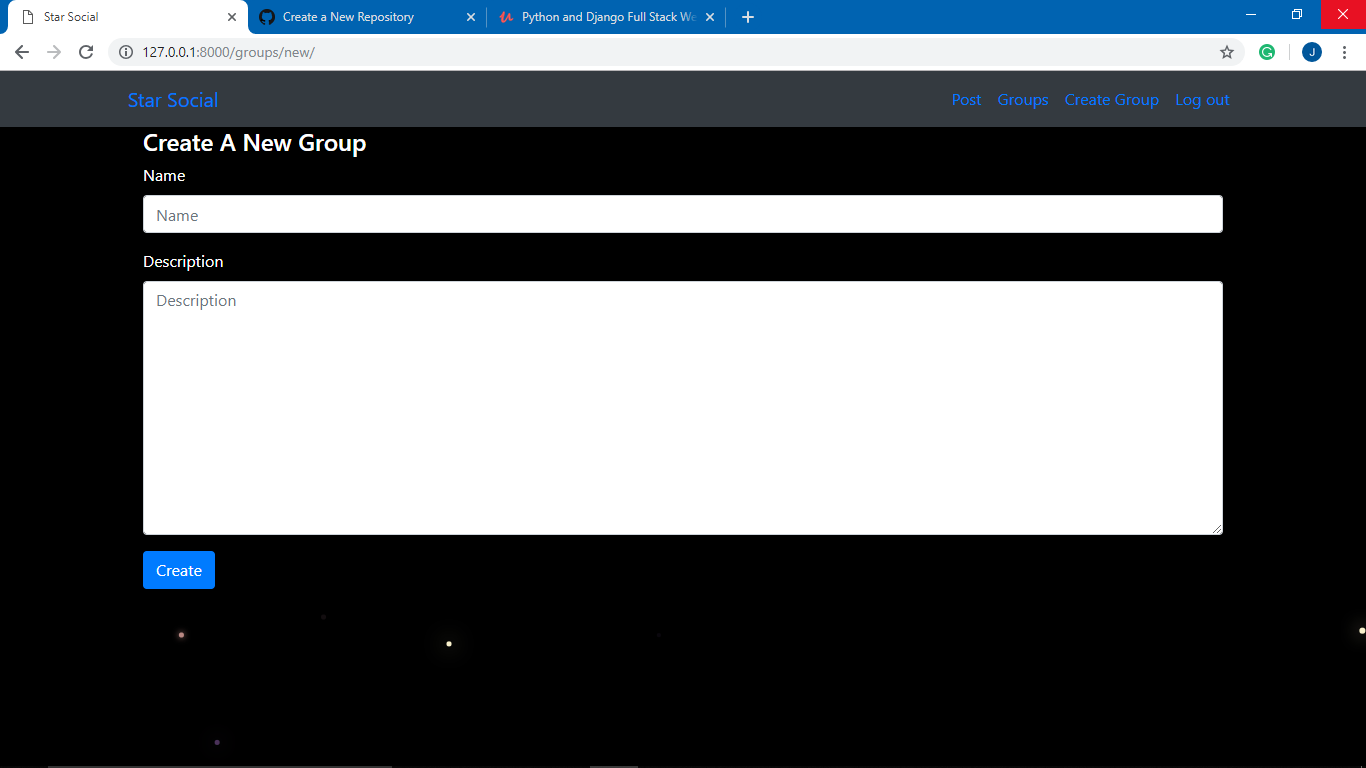 Star Social
Create a New Repository
Python and Django Full Stack We
127.0.0.1:8000/groups/new/
J
Star Social
Post
Groups
Create Group
Log out
Create A New Group
Name
Name
Description
Description
Create